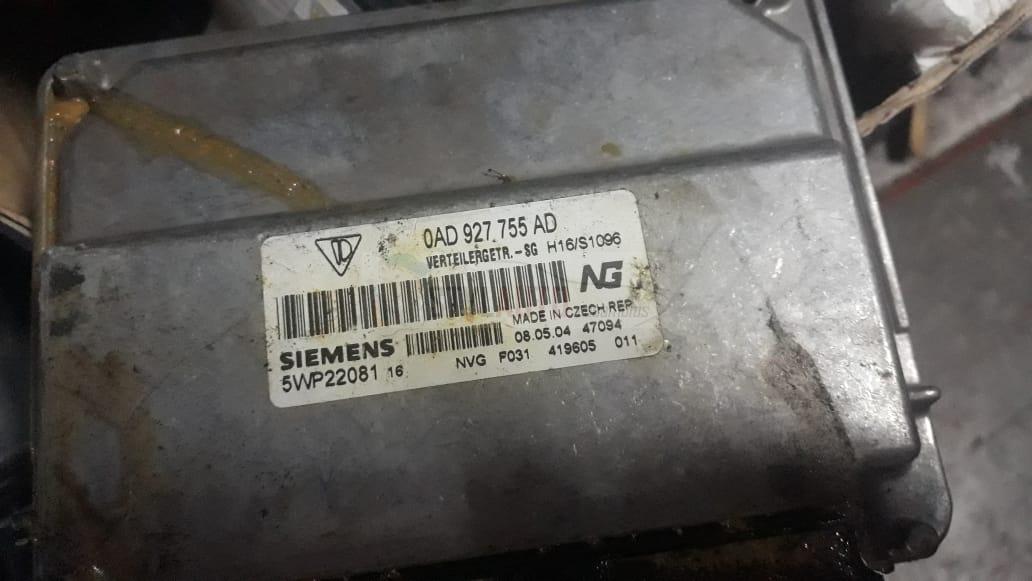 0AD 927.755 AD
VERTEILERGETR.-SG H16/S1096
NG
MADE IN CZECH REP.
SIEMENS 08.05.04 47094
5WP22081 16 NVG F031 419605 011